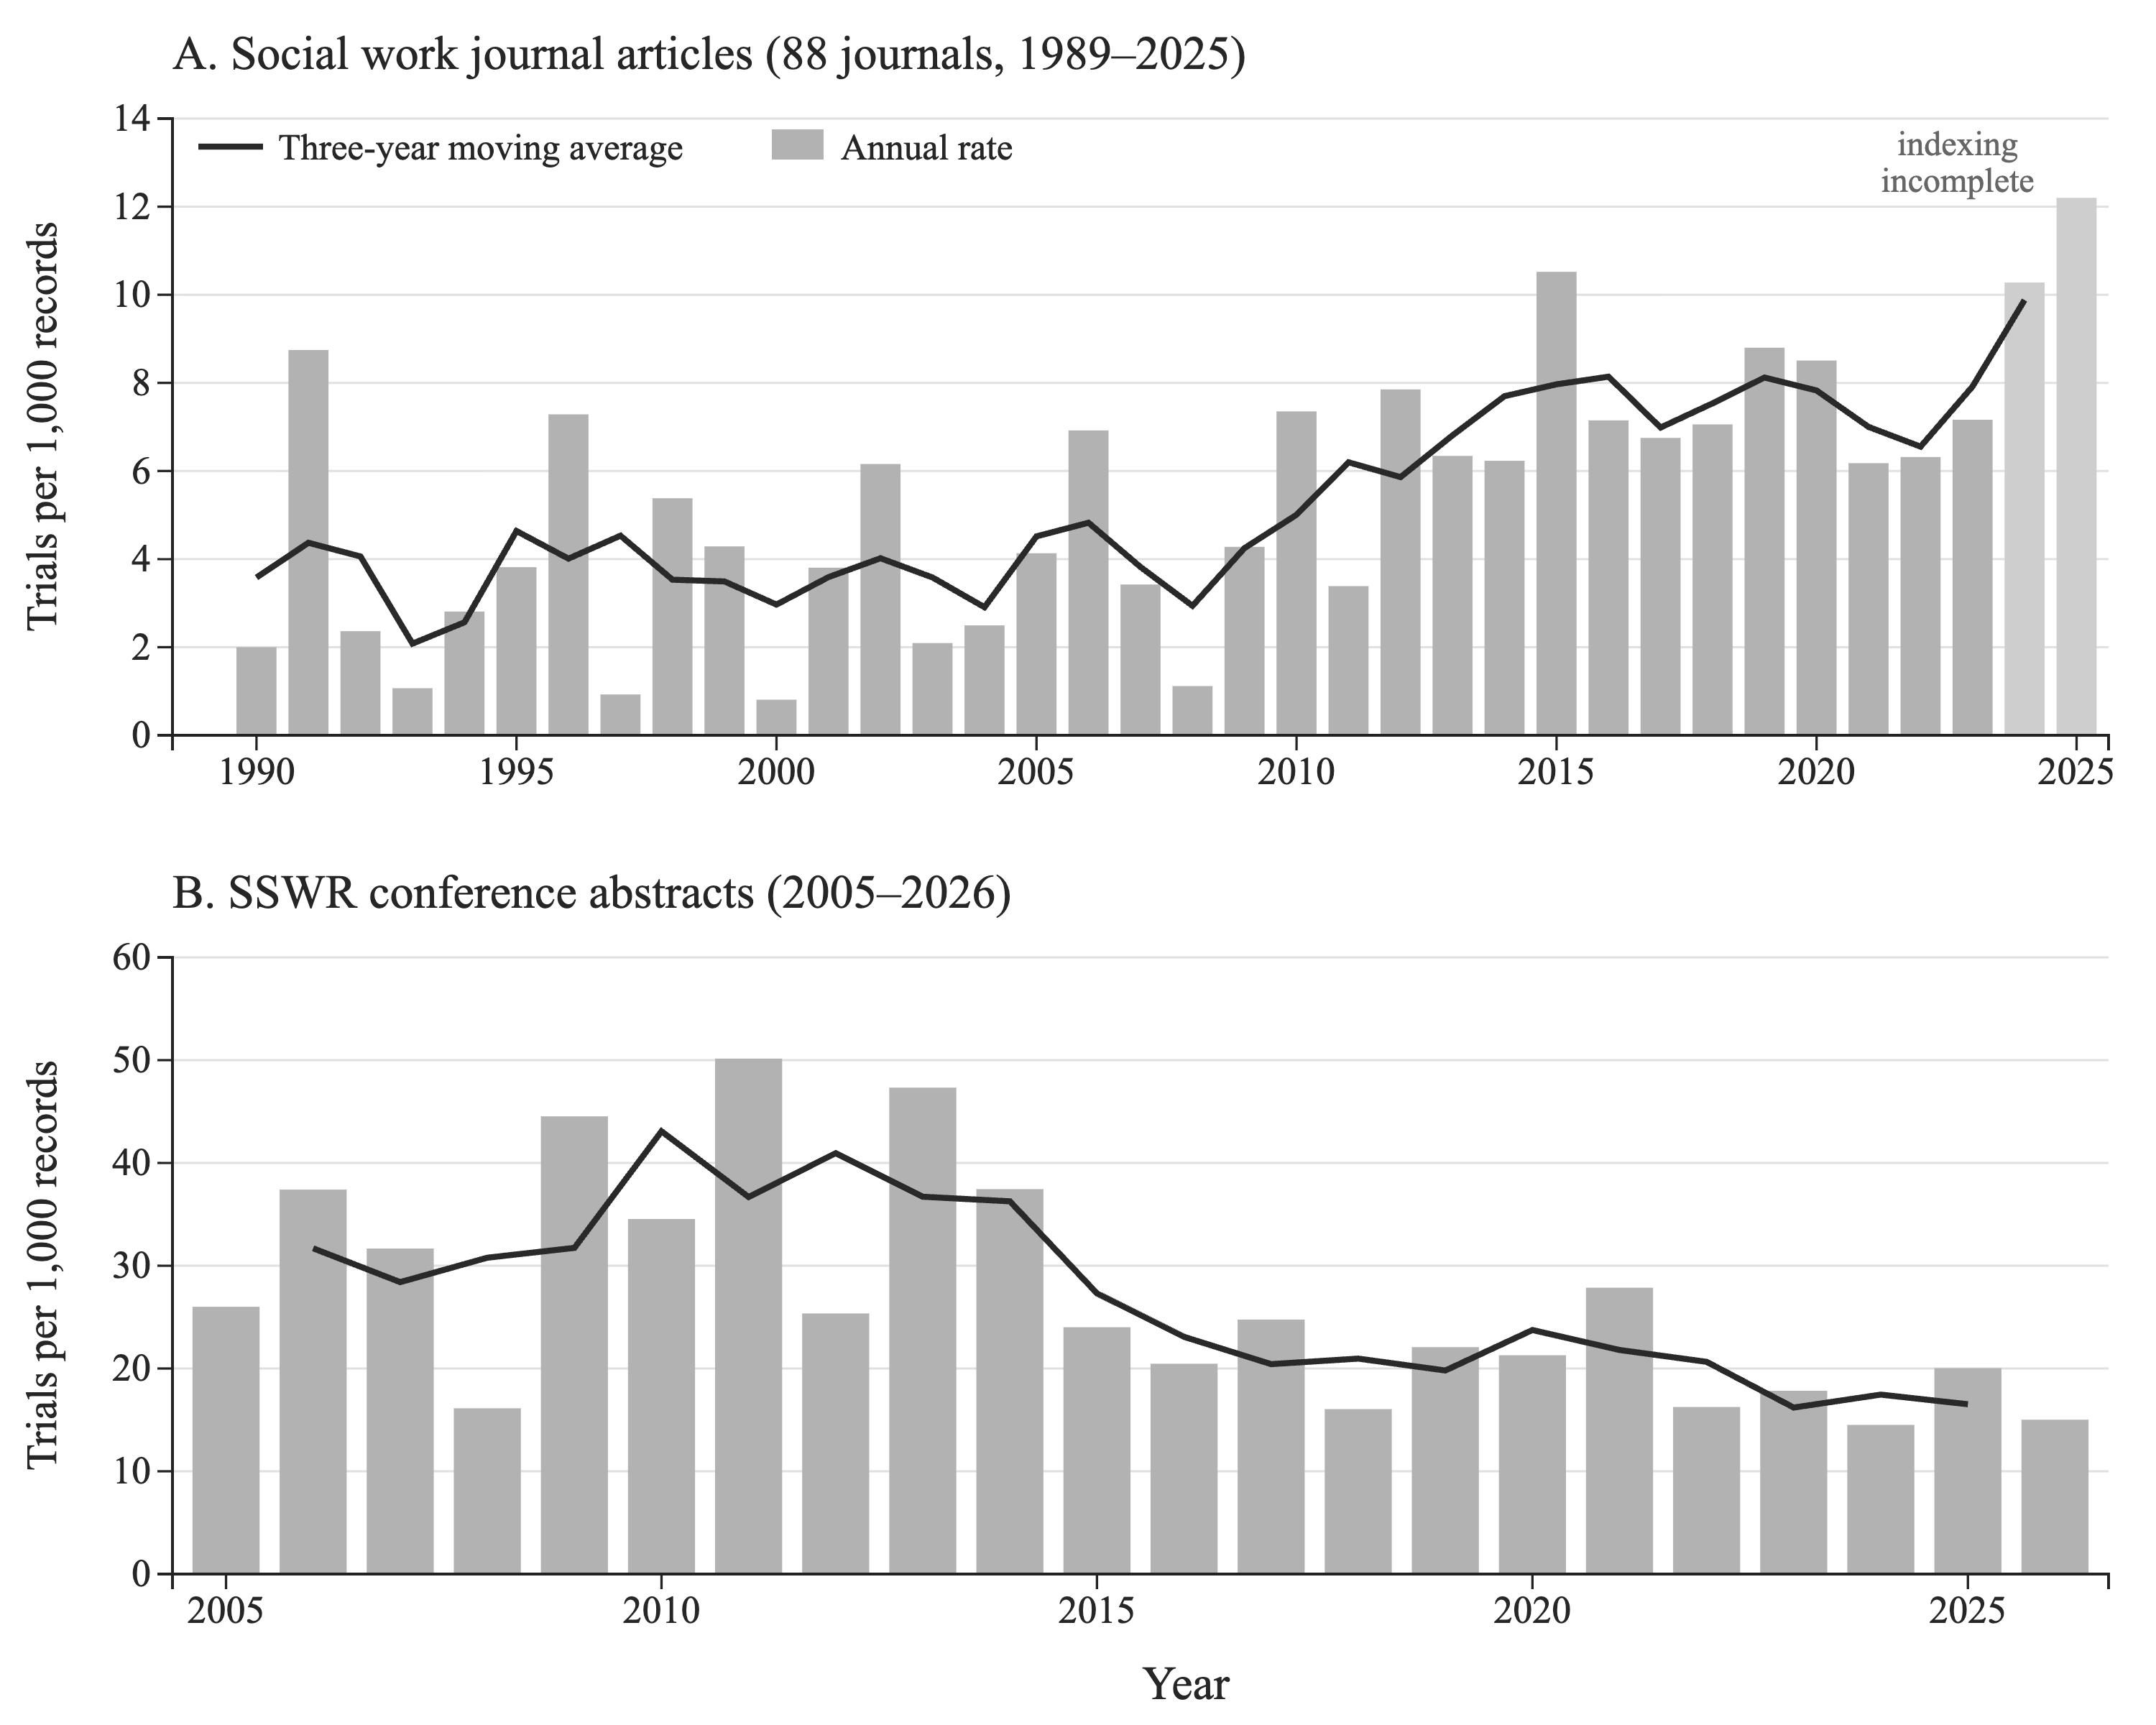 A. Social work journal articles (88 journals, 1989–2025)
Three-year moving average
Annual rate
indexing
incomplete
Trials per 1,000 records
14
12
10
8
6
4
2
0
1990 1995 2000 2005 2010 2015 2020 2025
B. SSWR conference abstracts (2005–2026)
Trials per 1,000 records
60
50
40
30
20
10
0
2005 2010 2015 2020 2025
Year